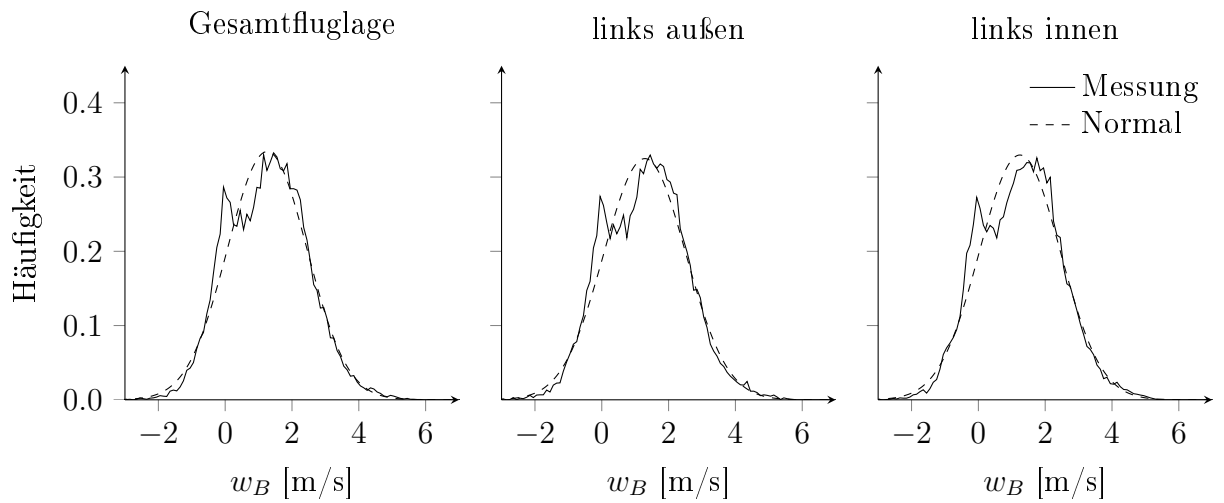 Gesamtfluglage
links außen
links innen
Häufigkeit
0.4
0.3
0.2
0.1
0.0
Messung
Normal
−2 0 2 4 6
−2 0 2 4 6
−2 0 2 4 6
w_B [m/s]
w_B [m/s]
w_B [m/s]